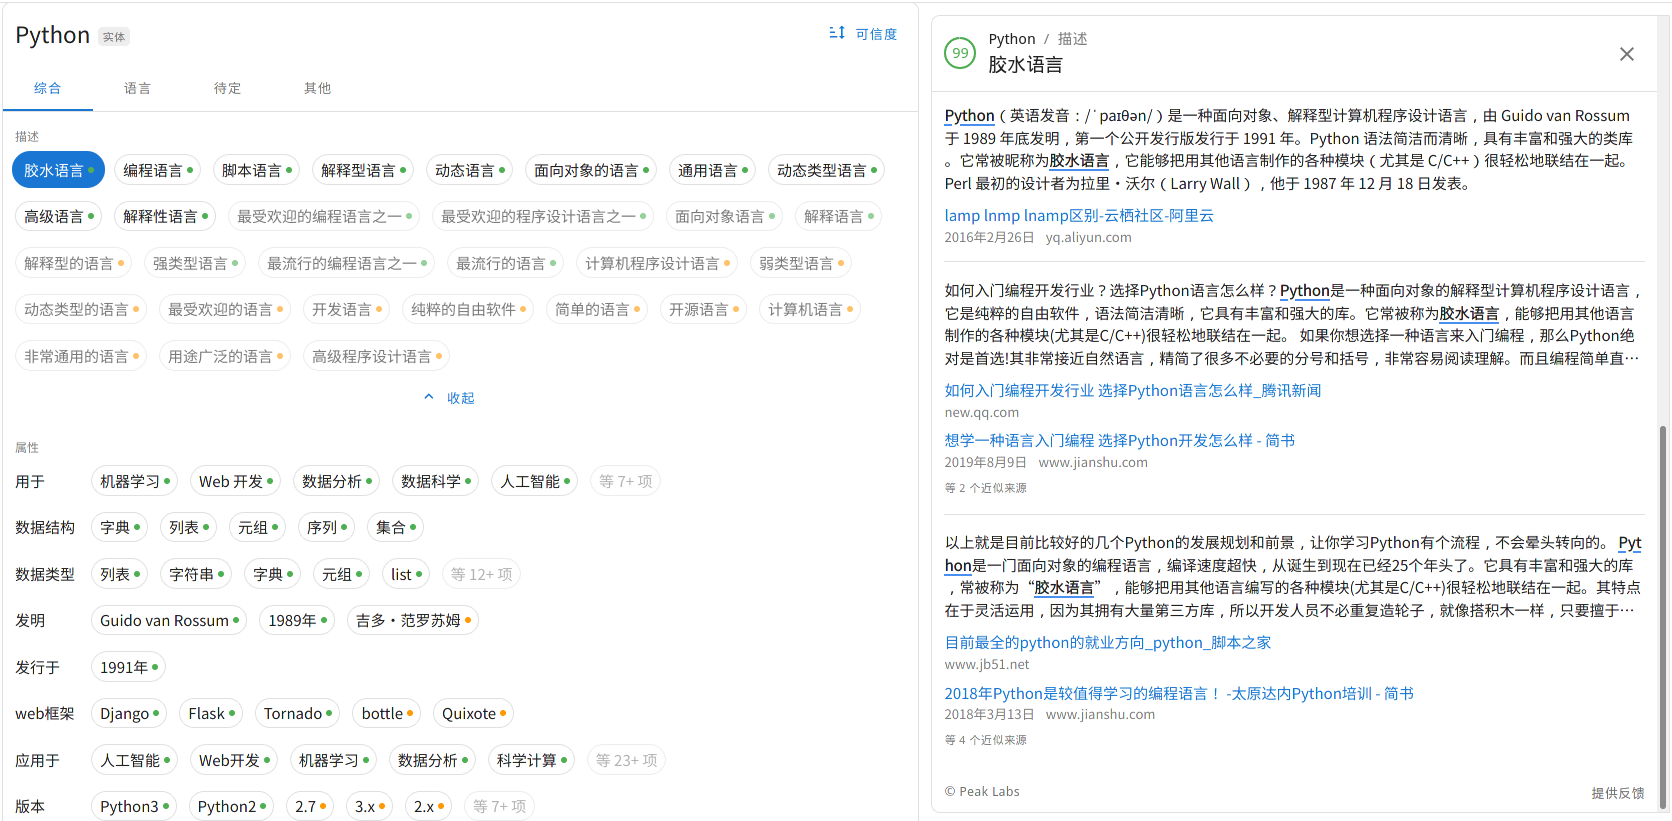 Python 实体
可信度
综合 语言 待定 其他
描述
胶水语言 编程语言 脚本语言 解释型语言 动态语言 面向对象的语言 通用语言 动态类型语言
高级语言 解释性语言 最受欢迎的编程语言之一 最受欢迎的程序设计语言之一 面向对象语言 解释语言
解释型的语言 强类型语言 最流行的编程语言之一 最流行的语言 计算机程序设计语言 弱类型语言
动态类型的语言 最受欢迎的语言 开发语言 纯粹的自由软件 简单的语言 开源语言 计算机语言
非常通用的语言 用途广泛的语言 高级程序设计语言
收起
属性
用于 机器学习 Web 开发 数据分析 数据科学 人工智能 等 7+ 项
数据结构 字典 列表 元组 序列 集合
数据类型 列表 字符串 字典 元组 list 等 12+ 项
发明 Guido van Rossum 1989年 吉多·范罗苏姆
发行于 1991年
web框架 Django Flask Tornado bottle Quixote
应用于 人工智能 Web开发 机器学习 数据分析 科学计算 等 23+ 项
版本 Python3 Python2 2.7 3.x 2.x 等 7+ 项
99
Python / 描述
胶水语言
Python（英语发音：/ˈpaɪθən/）是一种面向对象、解释型计算机程序设计语言，由 Guido van Rossum
于 1989 年底发明，第一个公开发行版发行于 1991 年。Python 语法简洁而清晰，具有丰富和强大的类库
。它常被昵称为胶水语言，它能够把用其他语言制作的各种模块（尤其是 C/C++）很轻松地联结在一起。
Perl 最初的设计者为拉里·沃尔（Larry Wall），他于 1987 年 12 月 18 日发表。
lamp lnmp lnamp区别-云栖社区-阿里云
2016年2月26日 yq.aliyun.com
如何入门编程开发行业？选择Python语言怎么样？Python是一种面向对象的解释型计算机程序设计语言，
它是纯粹的自由软件，语法简洁清晰，它具有丰富和强大的库。它常被称为胶水语言，能够把用其他语言
制作的各种模块(尤其是C/C++)很轻松地联结在一起。 如果你想选择一种语言来入门编程，那么Python绝
对是首选!其非常接近自然语言，精简了很多不必要的分号和括号，非常容易阅读理解。而且编程简单直…
如何入门编程开发行业 选择Python语言怎么样_腾讯新闻
new.qq.com
想学一种语言入门编程 选择Python开发怎么样 - 简书
2019年8月9日 www.jianshu.com
等 2 个近似来源
以上就是目前比较好的几个Python的发展规划和前景，让你学习Python有个流程，不会晕头转向的。 Pyt
hon是一门面向对象的编程语言，编译速度超快，从诞生到现在已经25个年头了。它具有丰富和强大的库
，常被称为“胶水语言”，能够把用其他语言编写的各种模块(尤其是C/C++)很轻松地联结在一起。其特点
在于灵活运用，因为其拥有大量第三方库，所以开发人员不必重复造轮子，就像搭积木一样，只要擅于…
目前最全的python的就业方向_python_脚本之家
www.jb51.net
2018年Python是较值得学习的编程语言！ -太原达内Python培训 - 简书
2018年3月13日 www.jianshu.com
等 4 个近似来源
© Peak Labs
提供反馈